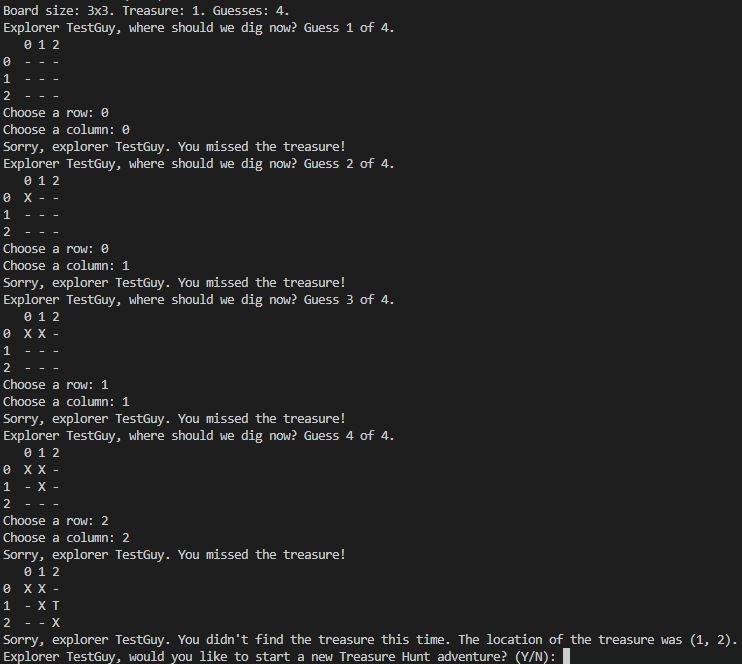 Board size: 3x3. Treasure: 1. Guesses: 4.
Explorer TestGuy, where should we dig now? Guess 1 of 4.
   0 1 2
0  - - -
1  - - -
2  - - -
Choose a row: 0
Choose a column: 0
Sorry, explorer TestGuy. You missed the treasure!
Explorer TestGuy, where should we dig now? Guess 2 of 4.
   0 1 2
0  X - -
1  - - -
2  - - -
Choose a row: 0
Choose a column: 1
Sorry, explorer TestGuy. You missed the treasure!
Explorer TestGuy, where should we dig now? Guess 3 of 4.
   0 1 2
0  X X -
1  - - -
2  - - -
Choose a row: 1
Choose a column: 1
Sorry, explorer TestGuy. You missed the treasure!
Explorer TestGuy, where should we dig now? Guess 4 of 4.
   0 1 2
0  X X -
1  - X -
2  - - -
Choose a row: 2
Choose a column: 2
Sorry, explorer TestGuy. You missed the treasure!
   0 1 2
0  X X -
1  - X T
2  - - X
Sorry, explorer TestGuy. You didn't find the treasure this time. The location of the treasure was (1, 2).
Explorer TestGuy, would you like to start a new Treasure Hunt adventure? (Y/N):